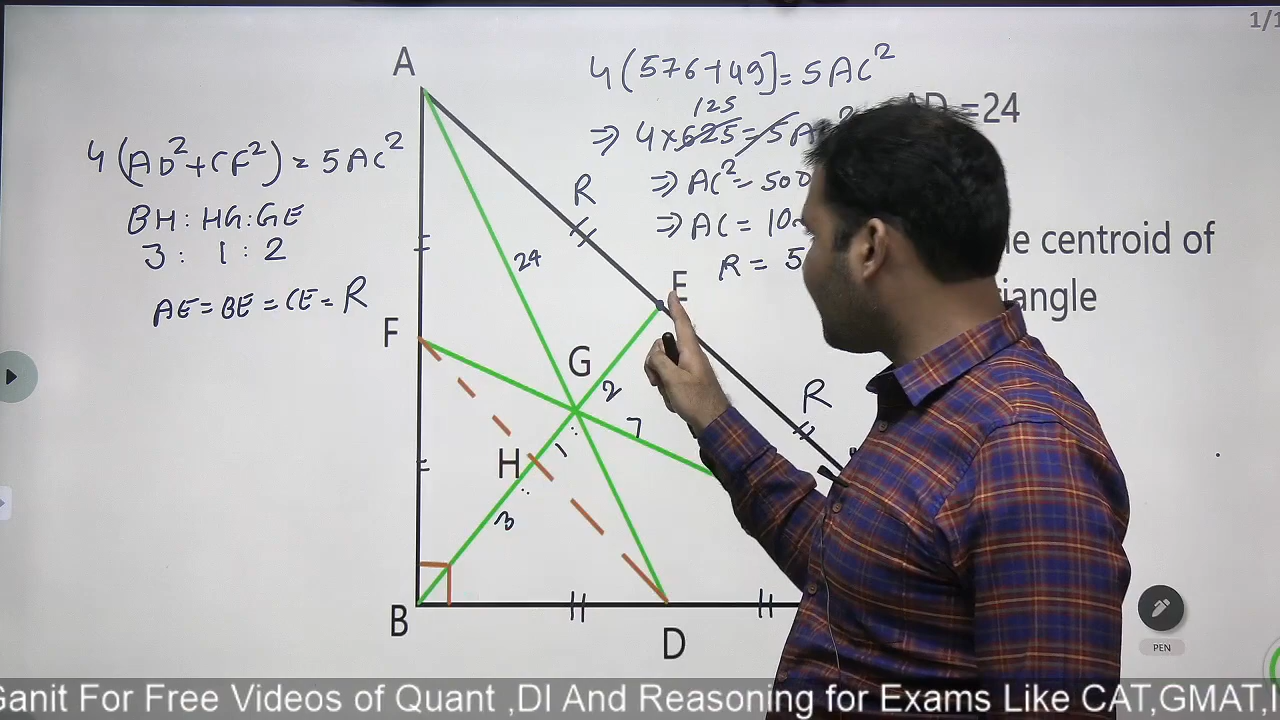 1/1
A
4(576+49]=5AC²
AD =24
125
⇒ 4×625=5A
4(AD²+CF²)=5AC²
⇒ AC²=500
R
BH:HG:GE
⇒ AC = 10
centroid of
3 : 1 : 2
R = 5
24
E
AE=BE=CE=R
F
G
2
R
7
1
H
3
B
D
PEN
For Free Videos of Quant ,DI And Reasoning for Exams Like CAT,GMAT,